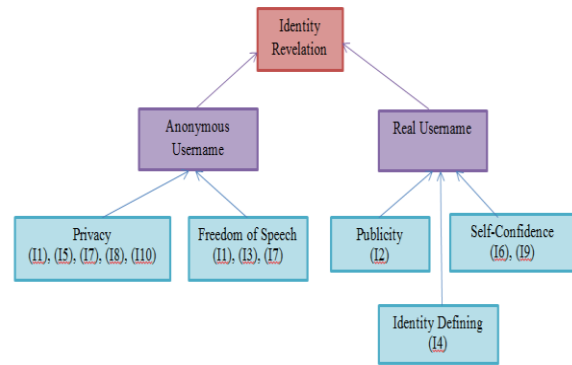 Identity
Revelation
Anonymous
Username
Real Username
Privacy
(I1), (I5), (I7), (I8), (I10)
Freedom of Speech
(I1), (I3), (I7)
Publicity
(I2)
Self-Confidence
(I6), (I9)
Identity Defining
(I4)